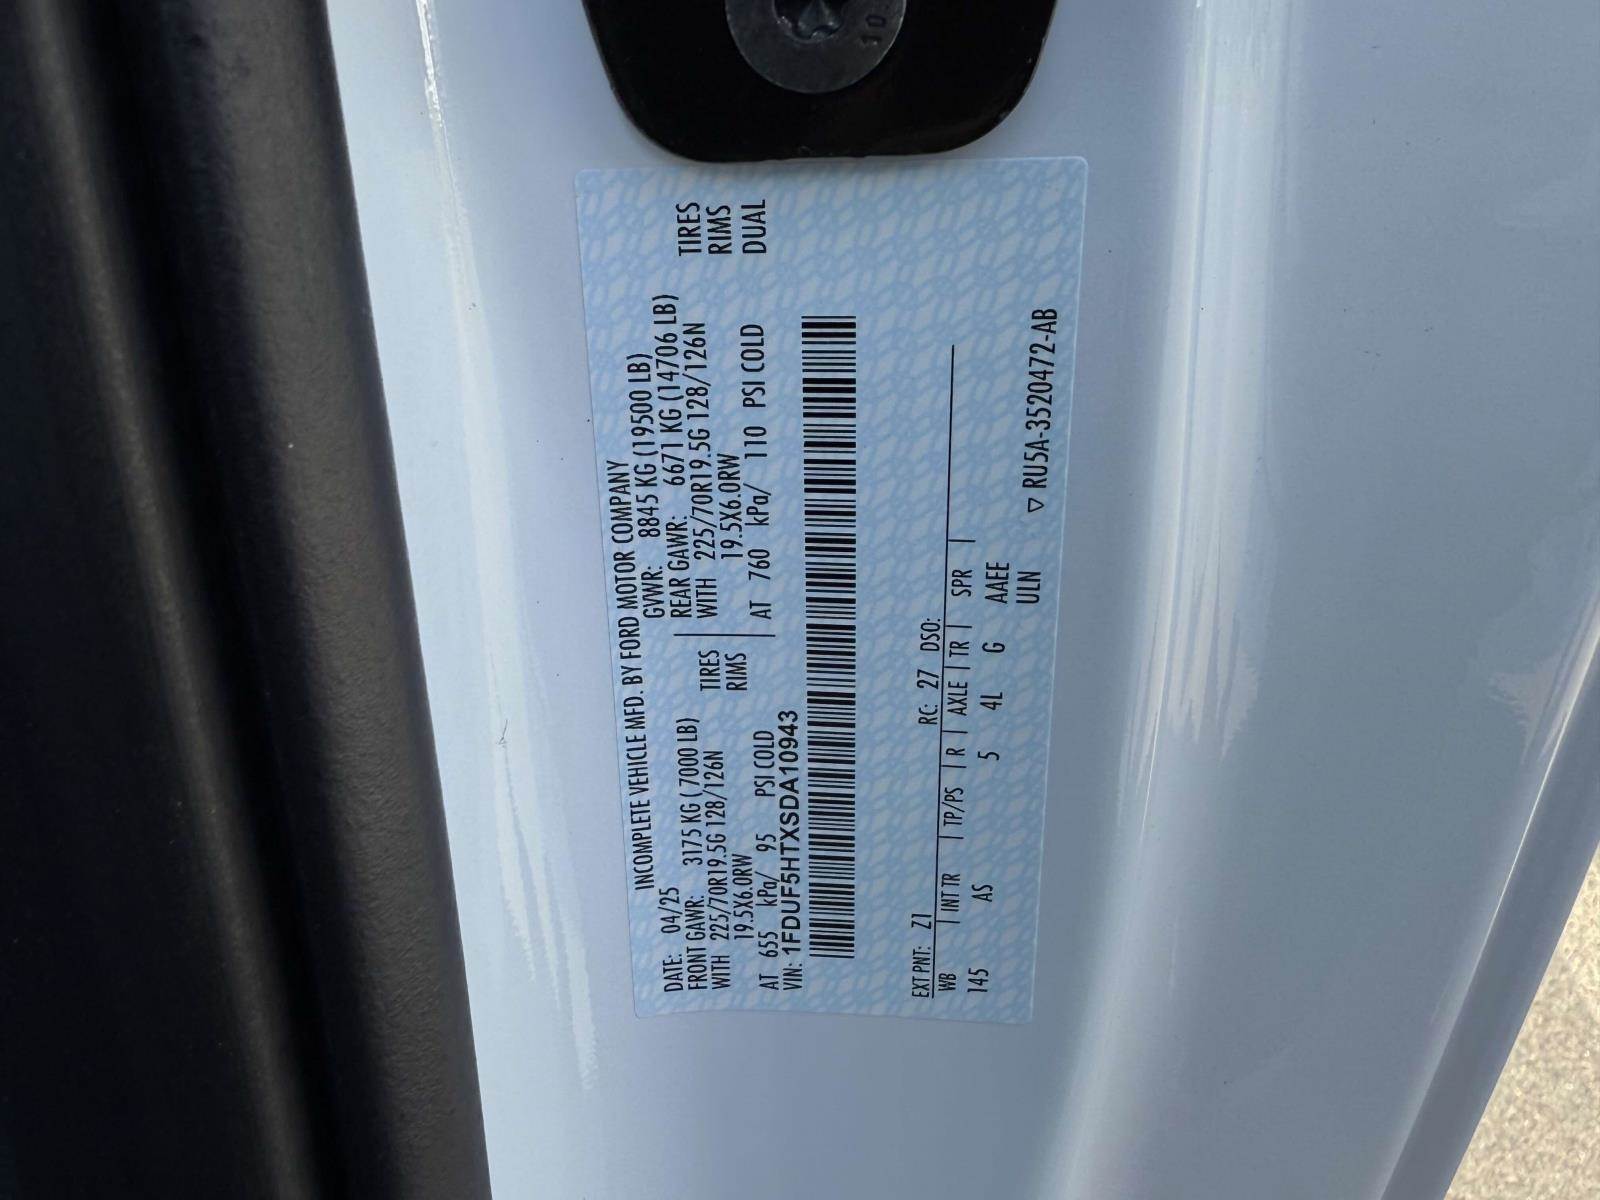 10
INCOMPLETE VEHICLE MFD. BY FORD MOTOR COMPANY
DATE: 04/25 GVWR: 8845 KG (19500 LB)
FRONT GAWR: 3175 KG (7000 LB) REAR GAWR: 6671 KG (14706 LB)
WITH 225/70R19.5G 128/126N TIRES WITH 225/70R19.5G 128/126N TIRES
19.5X6.0RW RIMS 19.5X6.0RW RIMS
AT 655 kPa/ 95 PSI COLD AT 760 kPa/ 110 PSI COLD DUAL
VIN: 1FDUF5HTXSDA10943
EXT PNT: Z1 RC: 27 DSO:
WB INT TR TP/PS R AXLE TR SPR
145 AS 5 4L G AAEE
ULN
▽ RU5A-3520472-AB